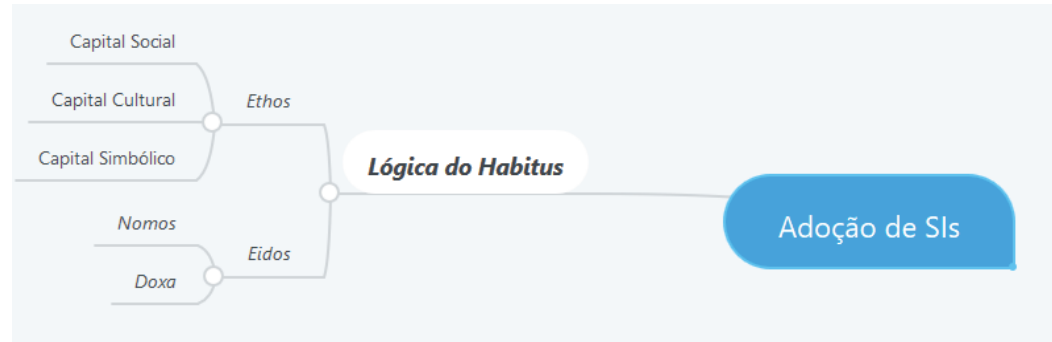 Capital Social
Capital Cultural
Ethos
Capital Simbólico
Lógica do Habitus
Nomos
Adoção de SIs
Eidos
Doxa